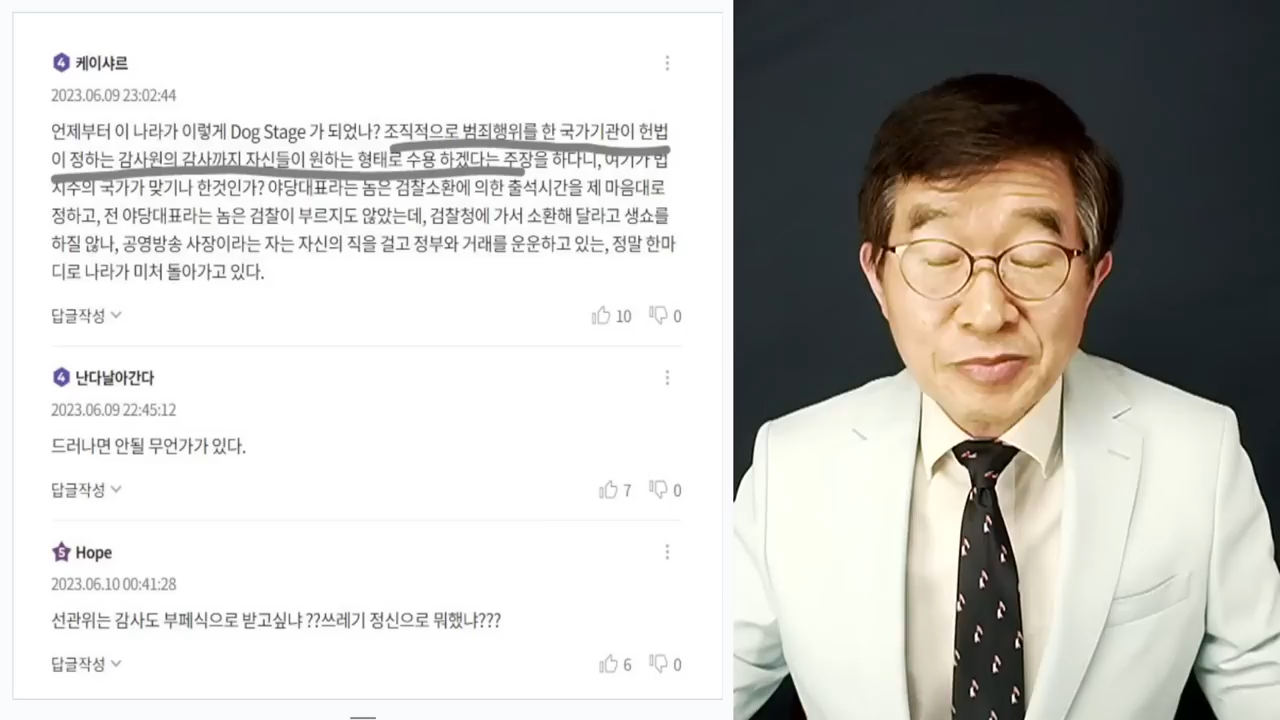 4 케이샤르
2023.06.09 23:02:44
언제부터 이 나라가 이렇게 Dog Stage 가 되었나? 조직적으로 범죄행위를 한 국가기관이 헌법
이 정하는 감사원의 감사까지 자신들이 원하는 형태로 수용 하겠다는 주장을 하다니, 여기가 법
치주의 국가가 맞기나 한것인가? 야당대표라는 놈은 검찰소환에 의한 출석시간을 제 마음대로
정하고, 전 야당대표라는 놈은 검찰이 부르지도 않았는데, 검찰청에 가서 소환해 달라고 생쇼를
하질 않나, 공영방송 사장이라는 자는 자신의 직을 걸고 정부와 거래를 운운하고 있는, 정말 한마
디로 나라가 미처 돌아가고 있다.
답글작성 10 0
4 난다날아간다
2023.06.09 22:45:12
드러나면 안될 무언가가 있다.
답글작성 7 0
5 Hope
2023.06.10 00:41:28
선관위는 감사도 부페식으로 받고싶냐 ??쓰레기 정신으로 뭐했냐???
답글작성 6 0